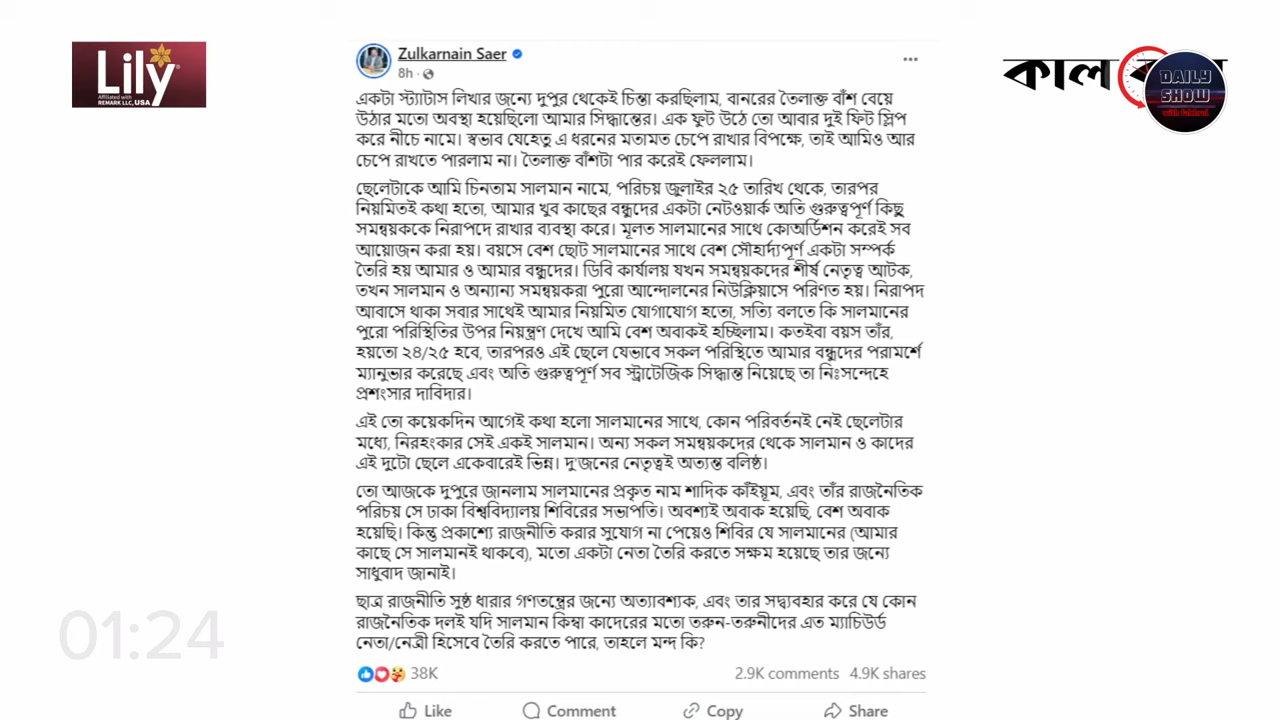 Lily
Affiliated with
REMARK LLC, USA
Zulkarnain Saer
8h
কাল
DAILY
SHOW
একটা স্ট্যাটাস লিখার জন্যে দুপুর থেকেই চিন্তা করছিলাম, বানরের তৈলাক্ত বাঁশ বেয়ে
উঠার মতো অবস্থা হয়েছিলো আমার সিদ্ধান্তের। এক ফুট উঠে তো আবার দুই ফিট স্লিপ
করে নীচে নামে। স্বভাব যেহেতু এ ধরনের মতামত চেপে রাখার বিপক্ষে, তাই আমিও আর
চেপে রাখতে পারলাম না। তৈলাক্ত বাঁশটা পার করেই ফেললাম।
ছেলেটাকে আমি চিনতাম সালমান নামে, পরিচয় জুলাইর ২৫ তারিখ থেকে, তারপর
নিয়মিতই কথা হতো, আমার খুব কাছের বন্ধুদের একটা নেটওয়ার্ক অতি গুরুত্বপূর্ণ কিছু
সমন্বয়ককে নিরাপদে রাখার ব্যবস্থা করে। মূলত সালমানের সাথে কোঅর্ডিশন করেই সব
আয়োজন করা হয়। বয়সে বেশ ছোট সালমানের সাথে বেশ সৌহার্দ্যপূর্ণ একটা সম্পর্ক
তৈরি হয় আমার ও আমার বন্ধুদের। ডিবি কার্যালয় যখন সমন্বয়কদের শীর্ষ নেতৃত্ব আটক,
তখন সালমান ও অন্যান্য সমন্বয়করা পুরো আন্দোলনের নিউক্লিয়াসে পরিণত হয়। নিরাপদ
আবাসে থাকা সবার সাথেই আমার নিয়মিত যোগাযোগ হতো, সত্যি বলতে কি সালমানের
পুরো পরিস্থিতির উপর নিয়ন্ত্রণ দেখে আমি বেশ অবাকই হচ্ছিলাম। কতইবা বয়স তাঁর,
হয়তো ২৪/২৫ হবে, তারপরও এই ছেলে যেভাবে সকল পরিস্থিতে আমার বন্ধুদের পরামর্শে
ম্যানুভার করেছে এবং অতি গুরুত্বপূর্ণ সব স্ট্রাটেজিক সিদ্ধান্ত নিয়েছে তা নিঃসন্দেহে
প্রশংসার দাবিদার।
এই তো কয়েকদিন আগেই কথা হলো সালমানের সাথে, কোন পরিবর্তনই নেই ছেলেটার
মধ্যে, নিরহংকার সেই একই সালমান। অন্য সকল সমন্বয়কদের থেকে সালমান ও কাদের
এই দুটো ছেলে একেবারেই ভিন্ন। দু'জনের নেতৃত্বই অত্যন্ত বলিষ্ঠ।
তো আজকে দুপুরে জানলাম সালমানের প্রকৃত নাম শাদিক কাঁইয়ূম, এবং তাঁর রাজনৈতিক
পরিচয় সে ঢাকা বিশ্ববিদ্যালয় শিবিরের সভাপতি। অবশ্যই অবাক হয়েছি, বেশ অবাক
হয়েছি। কিন্তু প্রকাশ্যে রাজনীতি করার সুযোগ না পেয়েও শিবির যে সালমানের (আমার
কাছে সে সালমানই থাকবে), মতো একটা নেতা তৈরি করতে সক্ষম হয়েছে তার জন্যে
সাধুবাদ জানাই।
ছাত্র রাজনীতি সুষ্ঠ ধারার গণতন্ত্রের জন্যে অত্যাবশ্যক, এবং তার সদ্ব্যবহার করে যে কোন
রাজনৈতিক দলই যদি সালমান কিম্বা কাদেরের মতো তরুন-তরুনীদের এত ম্যাচিউর্ড
নেতা/নেত্রী হিসেবে তৈরি করতে পারে, তাহলে মন্দ কি?
01:24
38K
2.9K comments 4.9K shares
Like Comment Copy Share